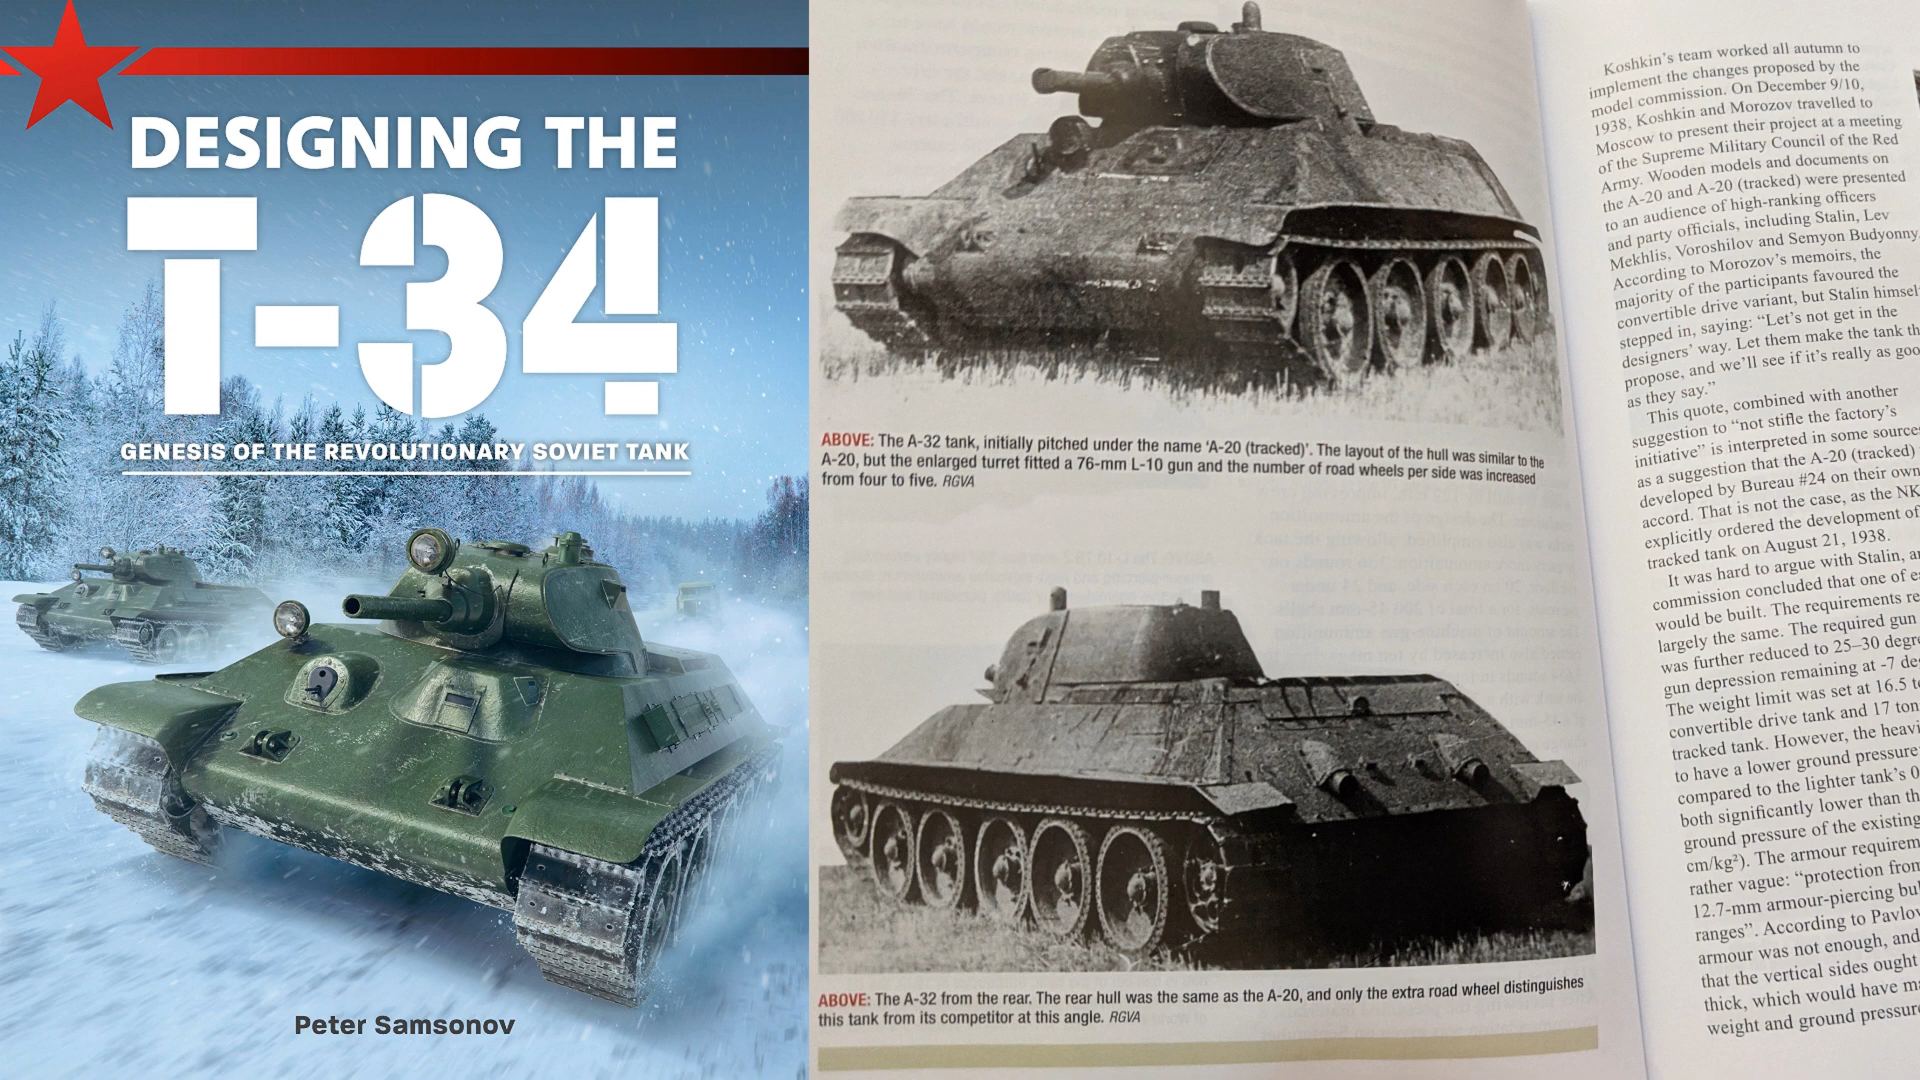 DESIGNING THE
T-34
GENESIS OF THE REVOLUTIONARY SOVIET TANK
Peter Samsonov
ABOVE: The A-32 tank, initially pitched under the name ‘A-20 (tracked)’. The layout of the hull was similar to the
A-20, but the enlarged turret fitted a 76-mm L-10 gun and the number of road wheels per side was increased
from four to five. RGVA
ABOVE: The A-32 from the rear. The rear hull was the same as the A-20, and only the extra road wheel distinguishes
this tank from its competitor at this angle. RGVA
Koshkin’s team worked all autumn to
implement the changes proposed by the
model commission. On December 9/10,
1938, Koshkin and Morozov travelled to
Moscow to present their project at a meeting
of the Supreme Military Council of the Red
Army. Wooden models and documents on
the A-20 and A-20 (tracked) were presented
to an audience of high-ranking officers
and party officials, including Stalin, Lev
Mekhlis, Voroshilov and Semyon Budyonny.
According to Morozov’s memoirs, the
majority of the participants favoured the
convertible drive variant, but Stalin himsel
stepped in, saying: “Let’s not get in the
designers’ way. Let them make the tank th
propose, and we’ll see if it’s really as goo
as they say.”
This quote, combined with another
suggestion to “not stifle the factory’s
initiative” is interpreted in some source
as a suggestion that the A-20 (tracked)
developed by Bureau #24 on their own
accord. That is not the case, as the NK
explicitly ordered the development of
tracked tank on August 21, 1938.
It was hard to argue with Stalin, an
commission concluded that one of e
would be built. The requirements re
largely the same. The required gun
was further reduced to 25–30 degr
gun depression remaining at -7 de
The weight limit was set at 16.5 t
convertible drive tank and 17 ton
tracked tank. However, the heavi
to have a lower ground pressure
compared to the lighter tank’s 0
both significantly lower than th
ground pressure of the existing
cm/kg²). The armour requirem
rather vague: “protection from
12.7-mm armour-piercing bu
ranges”. According to Pavlov
armour was not enough, and
that the vertical sides ought
thick, which would have m
weight and ground pressure